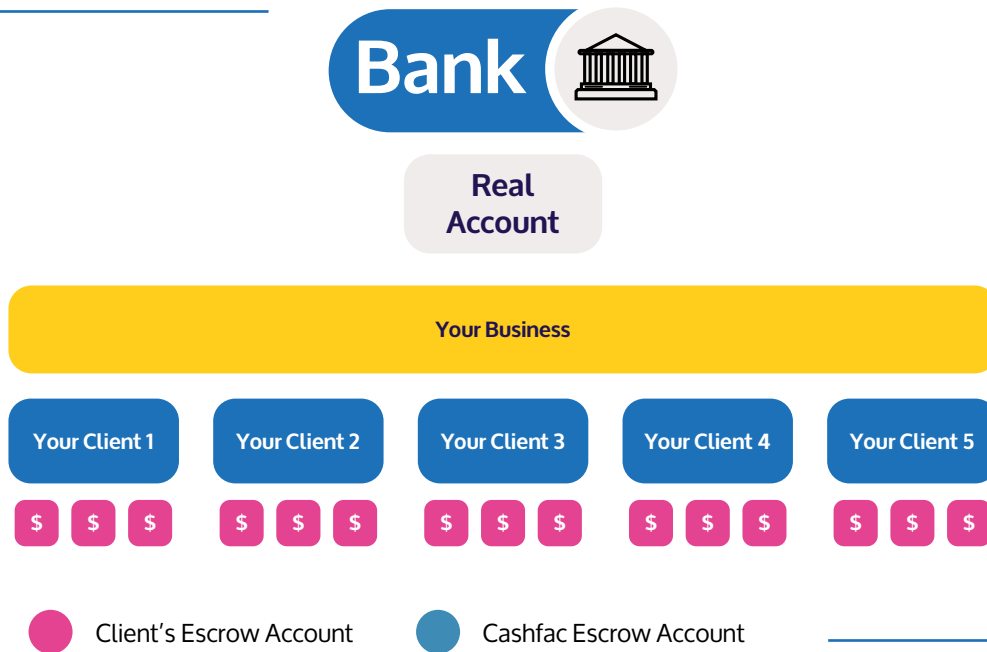 Bank
Real
Account
Your Business
Your Client 1
Your Client 2
Your Client 3
Your Client 4
Your Client 5
$ $ $ $ $ $ $ $ $ $ $ $ $ $ $
Client's Escrow Account
Cashfac Escrow Account